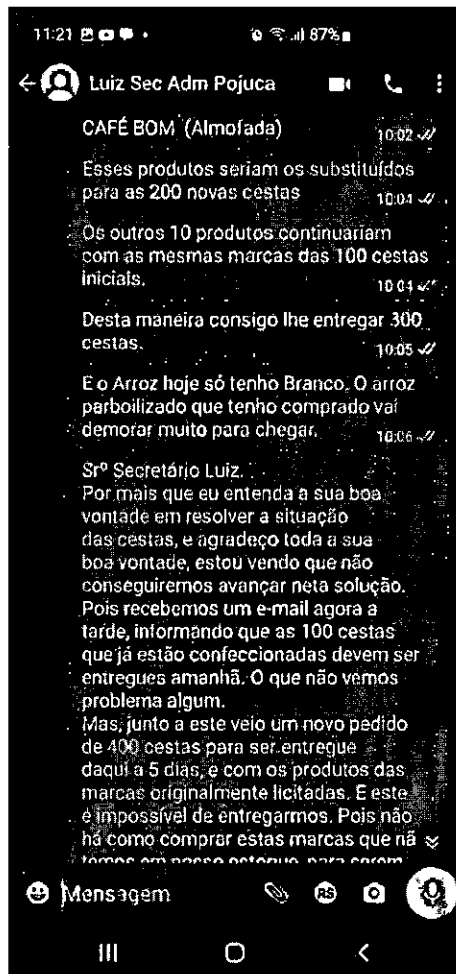 11:21 87%
Luiz Sec Adm Pojuca
CAFÉ BOM (Almofada) 10:02
Esses produtos seriam os substituídos
para as 200 novas cestas 10:04
Os outros 10 produtos continuariam
com as mesmas marcas das 100 cestas
iniciais. 10:04
Desta maneira consigo lhe entregar 300
cestas. 10:05
E o Arroz hoje só tenho Branco. O arroz
parboilizado que tenho comprado vai
demorar muito para chegar. 10:06
Srº Secretário Luiz.
Por mais que eu entenda a sua boa
vontade em resolver a situação
das cestas, e agradeço toda a sua
boa vontade, estou vendo que não
conseguiremos avançar neta solução.
Pois recebemos um e-mail agora a
tarde, informando que as 100 cestas
que já estão confeccionadas devem ser
entregues amanhã. O que não vemos
problema algum.
Mas, junto a este veio um novo pedido
de 400 cestas para ser entregue
daqui a 5 dias, e com os produtos das
marcas originalmente licitadas. E este
é impossível de entregarmos. Pois não
há como comprar estas marcas que nã
Mensagem RS